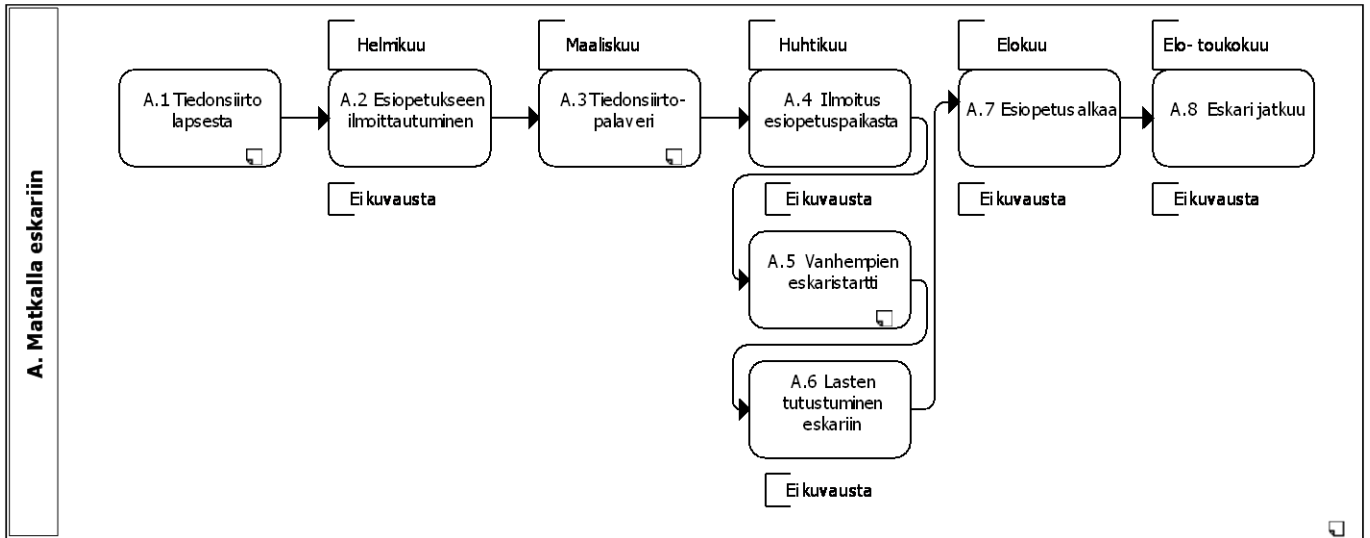 A. Matkalla eskariin
Helmikuu
Maaliskuu
Huhtikuu
Elokuu
Elo- toukokuu
A.1 Tiedonsiirto
lapsesta
A.2 Esiopetukseen
ilmoittautuminen
A.3 Tiedonsiirto-
palaveri
A.4 Ilmoitus
esiopetuspaikasta
A.7 Esiopetus alkaa
A.8 Eskari jatkuu
Ei kuvausta
Ei kuvausta
Ei kuvausta
Ei kuvausta
A.5 Vanhempien
eskaristartti
A.6 Lasten
tutustuminen
eskariin
Ei kuvausta